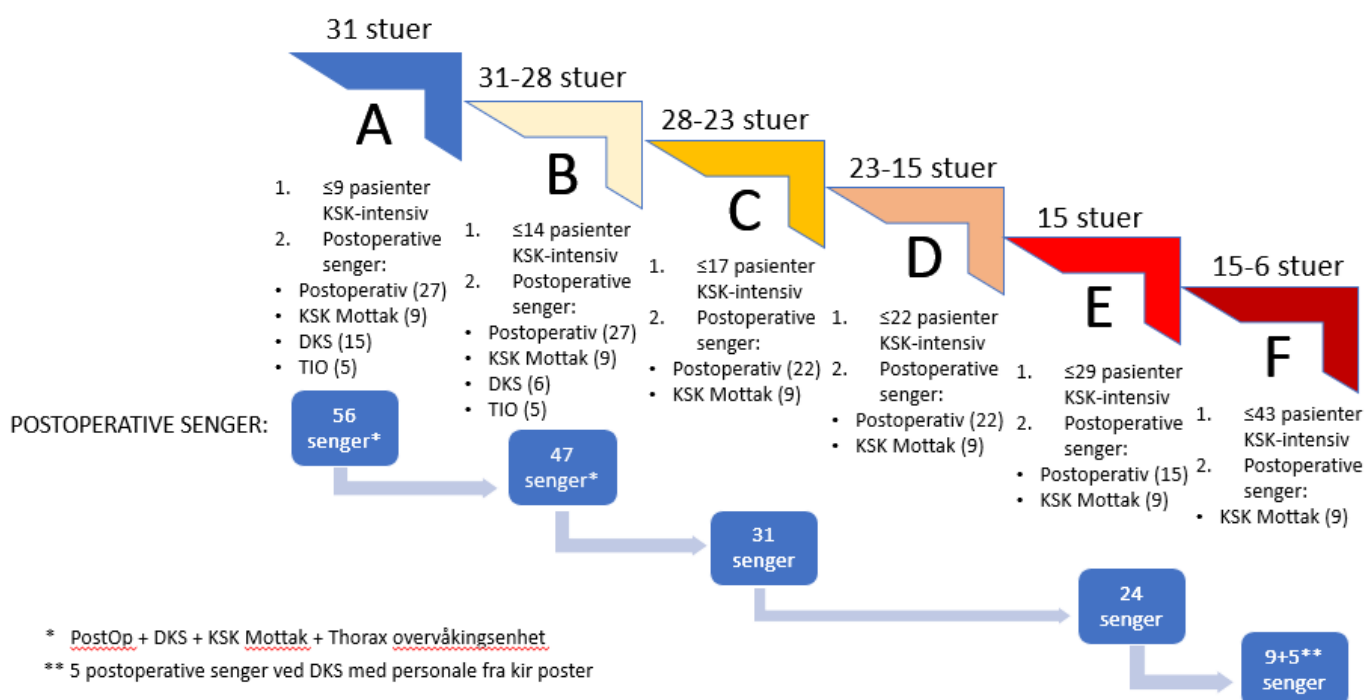 31 stuer
A
1. ≤9 pasienter
KSK-intensiv
2. Postoperative
senger:
• Postoperativ (27)
• KSK Mottak (9)
• DKS (15)
• TIO (5)
31-28 stuer
B
1. ≤14 pasienter
KSK-intensiv
2. Postoperative
senger:
• Postoperativ (27)
• KSK Mottak (9)
• DKS (6)
• TIO (5)
28-23 stuer
C
1. ≤17 pasienter
KSK-intensiv
2. Postoperative
senger:
• Postoperativ (22)
• KSK Mottak (9)
23-15 stuer
D
1. ≤22 pasienter
KSK-intensiv
2. Postoperative
senger:
• Postoperativ (22)
• KSK Mottak (9)
15 stuer
E
1. ≤29 pasienter
KSK-intensiv
2. Postoperative
senger:
• Postoperativ (15)
• KSK Mottak (9)
15-6 stuer
F
1. ≤43 pasienter
KSK-intensiv
2. Postoperative
senger:
• KSK Mottak (9)
POSTOPERATIVE SENGER:
56
senger*
47
senger*
31
senger
24
senger
9+5**
senger
* PostOp + DKS + KSK Mottak + Thorax overvåkingsenhet
** 5 postoperative senger ved DKS med personale fra kir poster